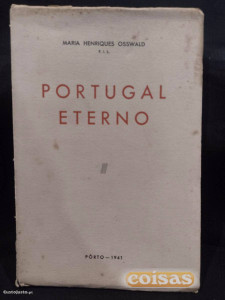 MARIA HENRIQUES OSSWALD
PORTUGAL
ETERNO
PÔRTO - 1941
coisas